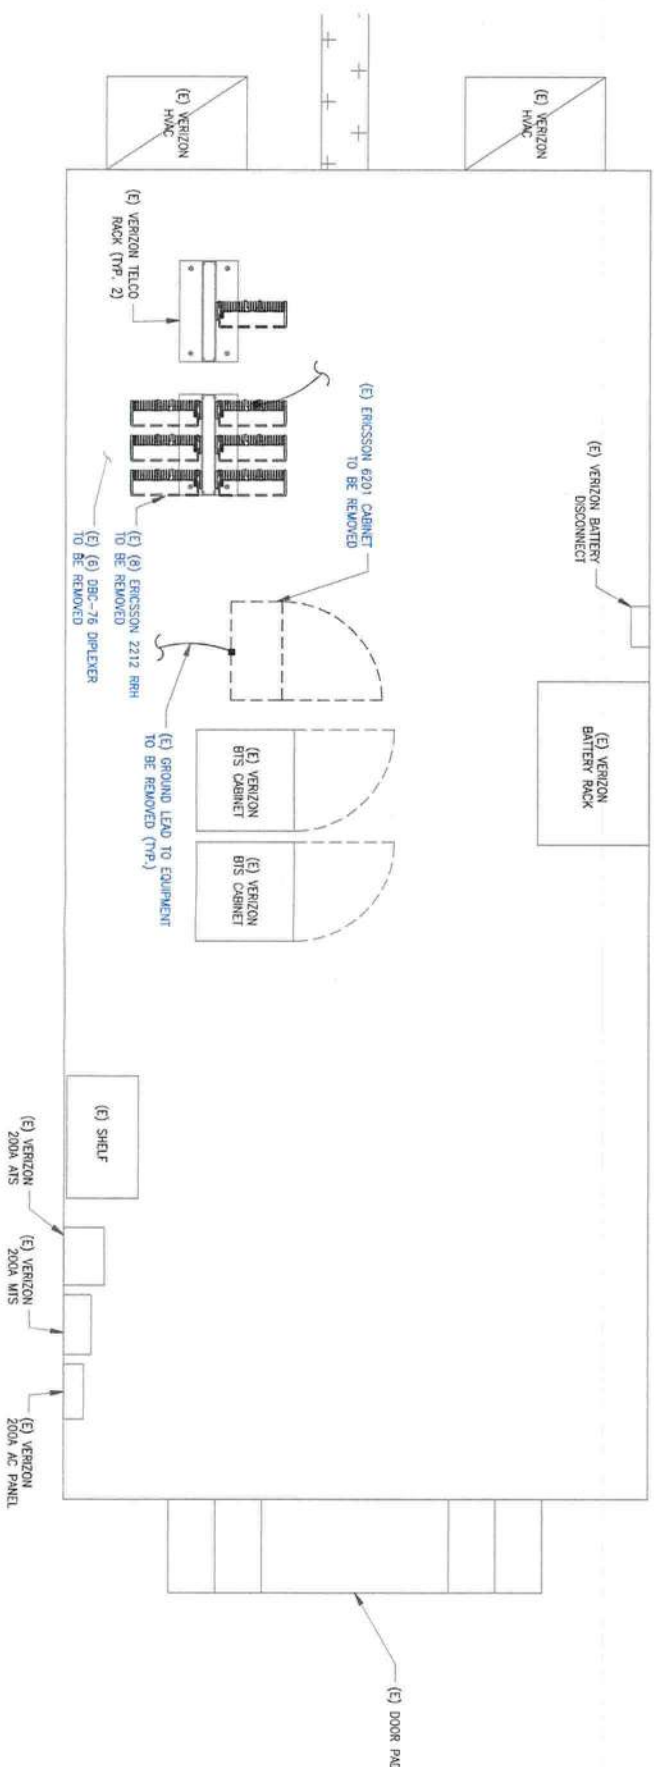 (E) VERIZON
HVAC
(E) VERIZON
HVAC
(E) VERIZON TELCO
RACK (TYP. 2)
(E) ERICSSON 6201 CABINET
TO BE REMOVED
(E) VERIZON BATTERY
DISCONNECT
(E) (8) ERICSSON 2212 RRH
TO BE REMOVED
(E) (6) DBC-76 DIPLEXER
TO BE REMOVED
(E) VERIZON
BATTERY RACK
(E) GROUND LEAD TO EQUIPMENT
TO BE REMOVED (TYP.)
(E) VERIZON
BTS CABINET
(E) VERIZON
BTS CABINET
(E) SHELF
(E) VERIZON
200A ATS
(E) VERIZON
200A MTS
(E) VERIZON
200A AC PANEL
(E) DOOR PAD